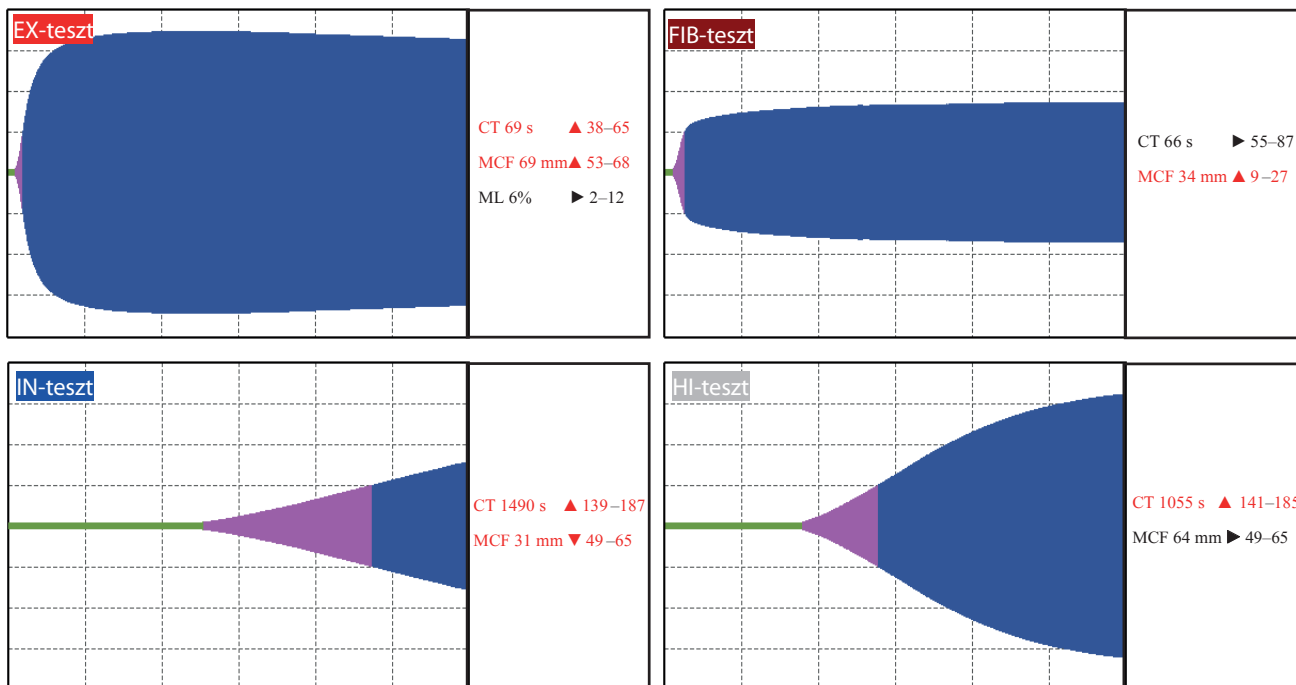 EX-teszt
CT 69 s ▲ 38–65
MCF 69 mm ▲ 53–68
ML 6% ► 2–12
FIB-teszt
CT 66 s ► 55–87
MCF 34 mm ▲ 9–27
IN-teszt
CT 1490 s ▲ 139–187
MCF 31 mm ▼ 49–65
HI-teszt
CT 1055 s ▲ 141–185
MCF 64 mm ► 49–65